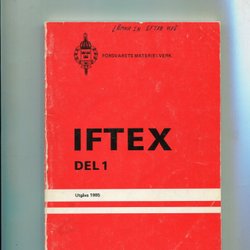 FÖRSVARETS MATERIELVERK
IFTEX
DEL 1
Utgåva 1985